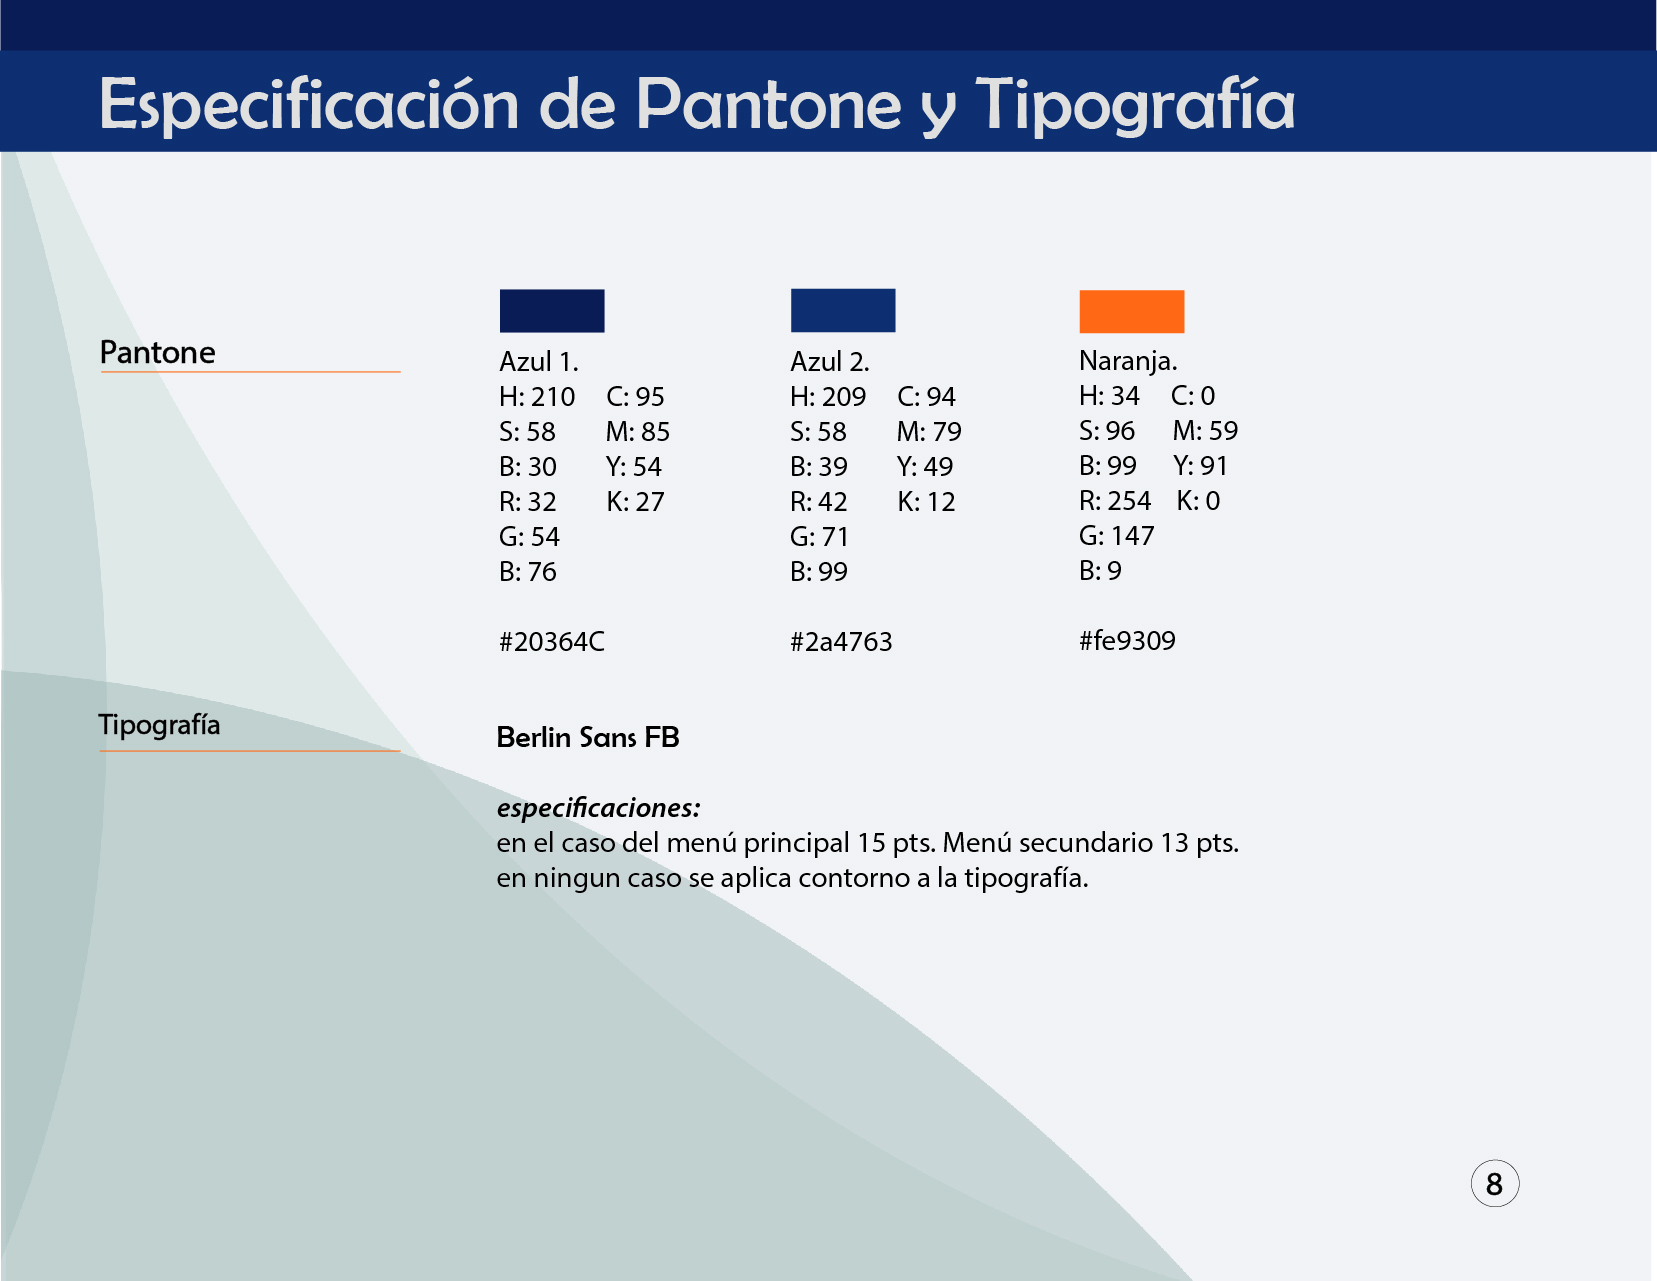 Especificación de Pantone y Tipografía
Pantone
Azul 1.
H: 210 C: 95
S: 58 M: 85
B: 30 Y: 54
R: 32 K: 27
G: 54
B: 76
#20364C
Azul 2.
H: 209 C: 94
S: 58 M: 79
B: 39 Y: 49
R: 42 K: 12
G: 71
B: 99
#2a4763
Naranja.
H: 34 C: 0
S: 96 M: 59
B: 99 Y: 91
R: 254 K: 0
G: 147
B: 9
#fe9309
Tipografía
Berlin Sans FB
especificaciones:
en el caso del menú principal 15 pts. Menú secundario 13 pts.
en ningun caso se aplica contorno a la tipografía.
8